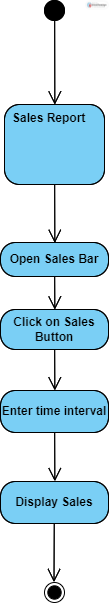 Sales Report
Open Sales Bar
Click on Sales
Button
Enter time interval
Display Sales